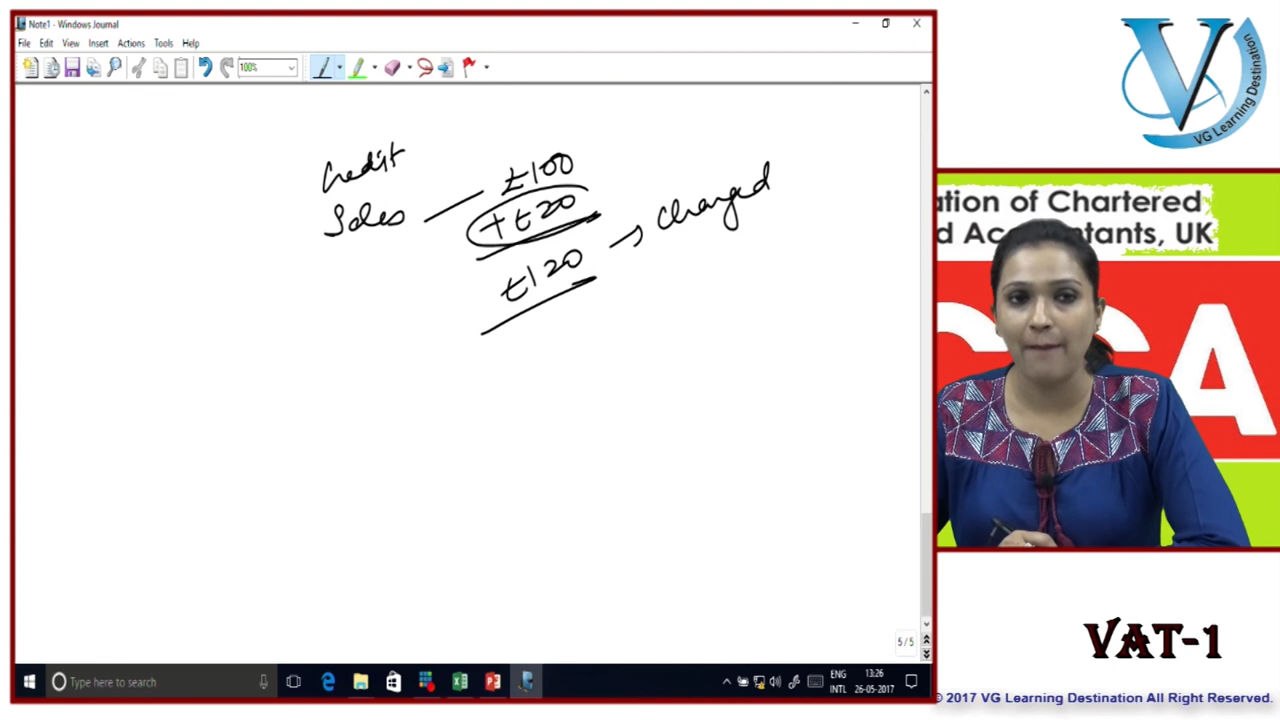 Note1 - Windows Journal
File Edit View Insert Actions Tools Help
100%
Credit
Sales — £100
+ £20
£120 → charged
5 / 5
Type here to search
ENG
INTL
13:26
26-05-2017
V
VG Learning Destination
ation of Chartered
d Accountants, UK
CA
VAT-1
© 2017 VG Learning Destination All Right Reserved.